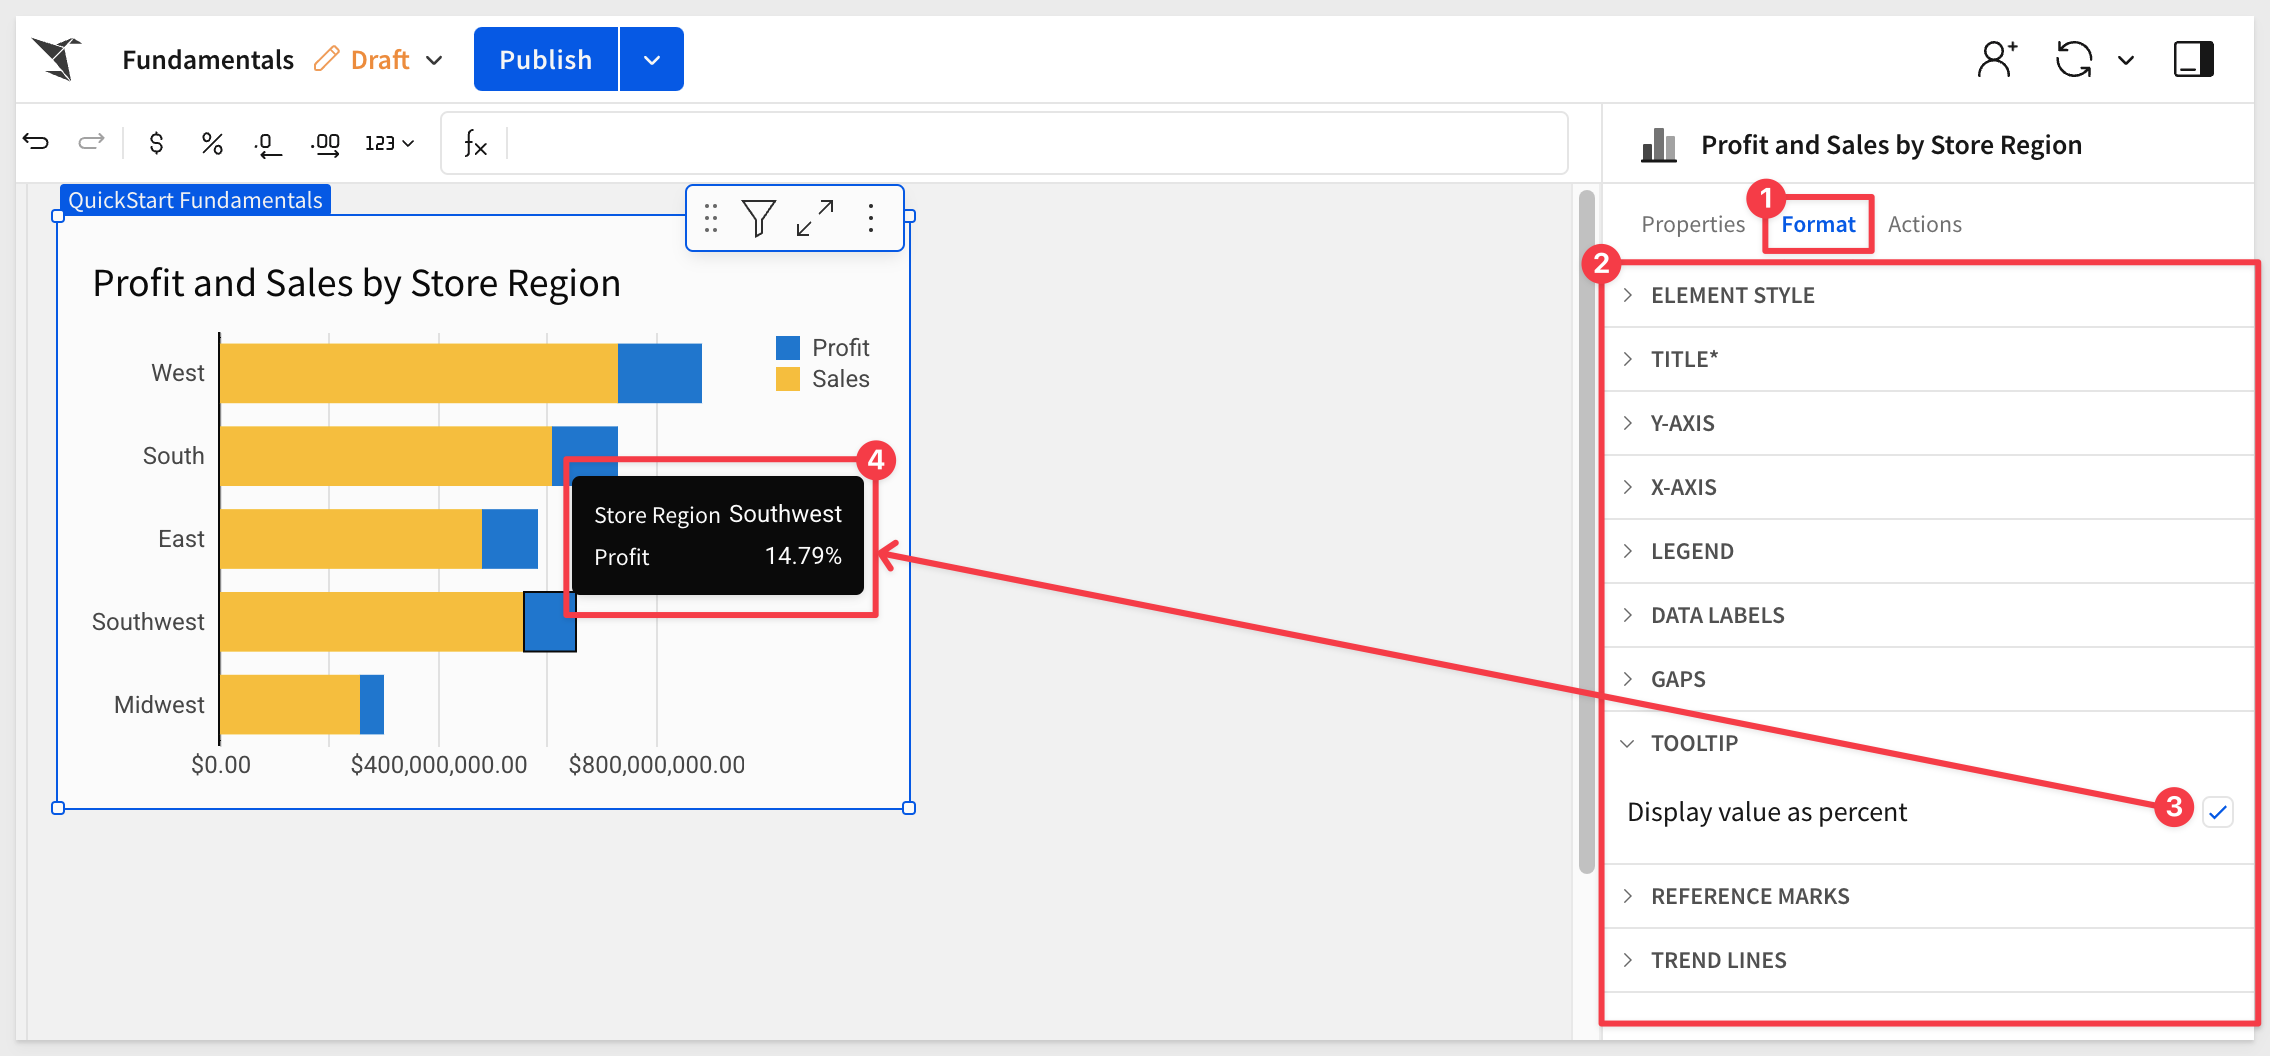 Fundamentals Draft Publish
$ % .0 .00 123 fx
Profit and Sales by Store Region
Properties Format Actions
1
2
QuickStart Fundamentals
Profit and Sales by Store Region
Profit
Sales
West
South
East
Southwest
Midwest
$0.00 $400,000,000.00 $800,000,000.00
4
Store Region Southwest
Profit 14.79%
ELEMENT STYLE
TITLE*
Y-AXIS
X-AXIS
LEGEND
DATA LABELS
GAPS
TOOLTIP
Display value as percent 3
REFERENCE MARKS
TREND LINES